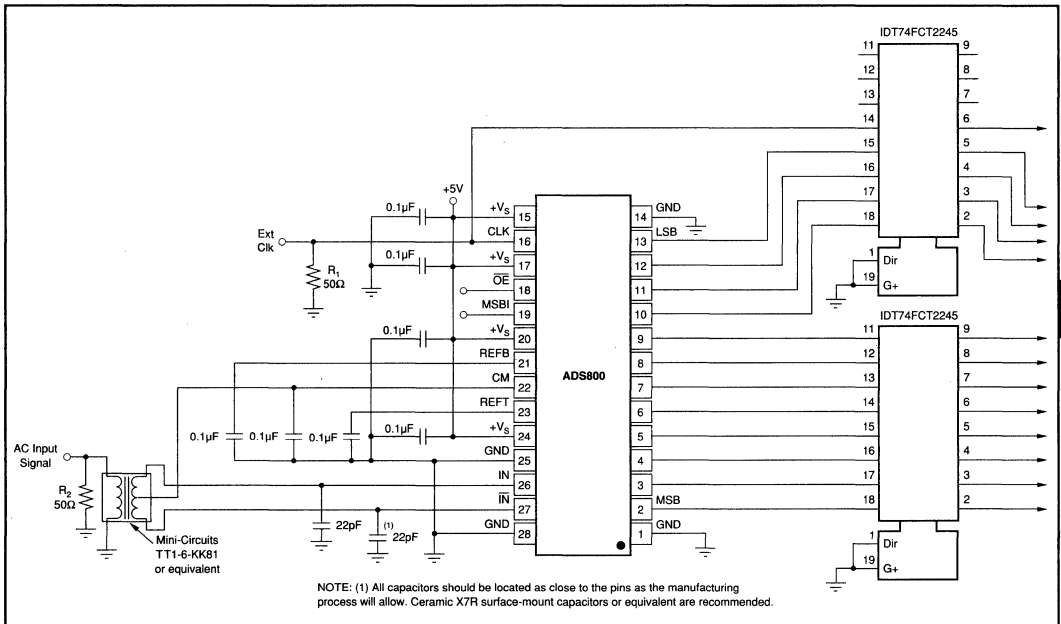 IDT74FCT2245
11 9
12 8
13 7
14 6
15 5
16 4
17 3
18 2
1 Dir
19 G+
+5V
0.1µF
+VS 15
14 GND
Ext Clk
CLK 16
13 LSB
0.1µF
+VS 17
12
R1
50Ω
OE 18
11
MSBI 19
10
IDT74FCT2245
0.1µF
+VS 20
9
11 9
REFB 21
8
12 8
ADS800
CM 22
7
13 7
REFT 23
6
14 6
0.1µF 0.1µF 0.1µF 0.1µF
+VS 24
5
15 5
AC Input
Signal
GND 25
4
16 4
IN 26
3
17 3
R2
50Ω
IN 27
2 MSB
18 2
22pF
(1)
22pF
GND 28
1 GND
1 Dir
19 G+
Mini-Circuits
TT1-6-KK81
or equivalent
NOTE: (1) All capacitors should be located as close to the pins as the manufacturing
process will allow. Ceramic X7R surface-mount capacitors or equivalent are recommended.